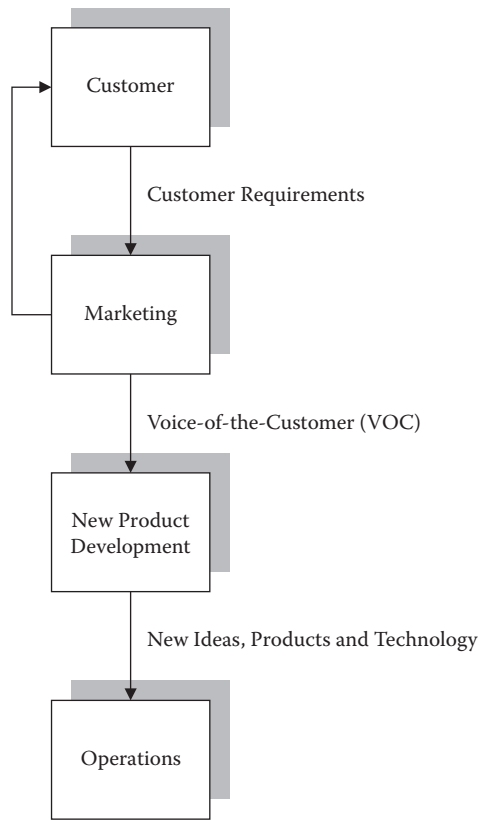 Customer
Customer Requirements
Marketing
Voice-of-the-Customer (VOC)
New Product
Development
New Ideas, Products and Technology
Operations